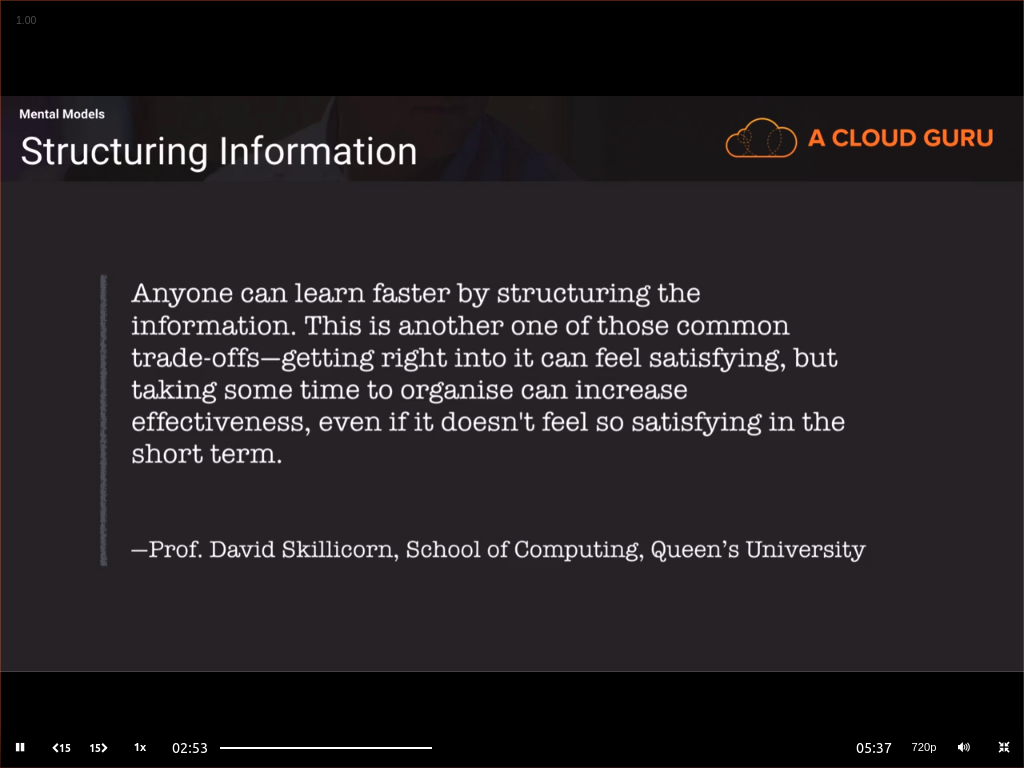 1.00
Mental Models
Structuring Information
A CLOUD GURU
Anyone can learn faster by structuring the
information. This is another one of those common
trade-offs—getting right into it can feel satisfying, but
taking some time to organise can increase
effectiveness, even if it doesn't feel so satisfying in the
short term.
—Prof. David Skillicorn, School of Computing, Queen’s University
15 15 1x 02:53 05:37 720p